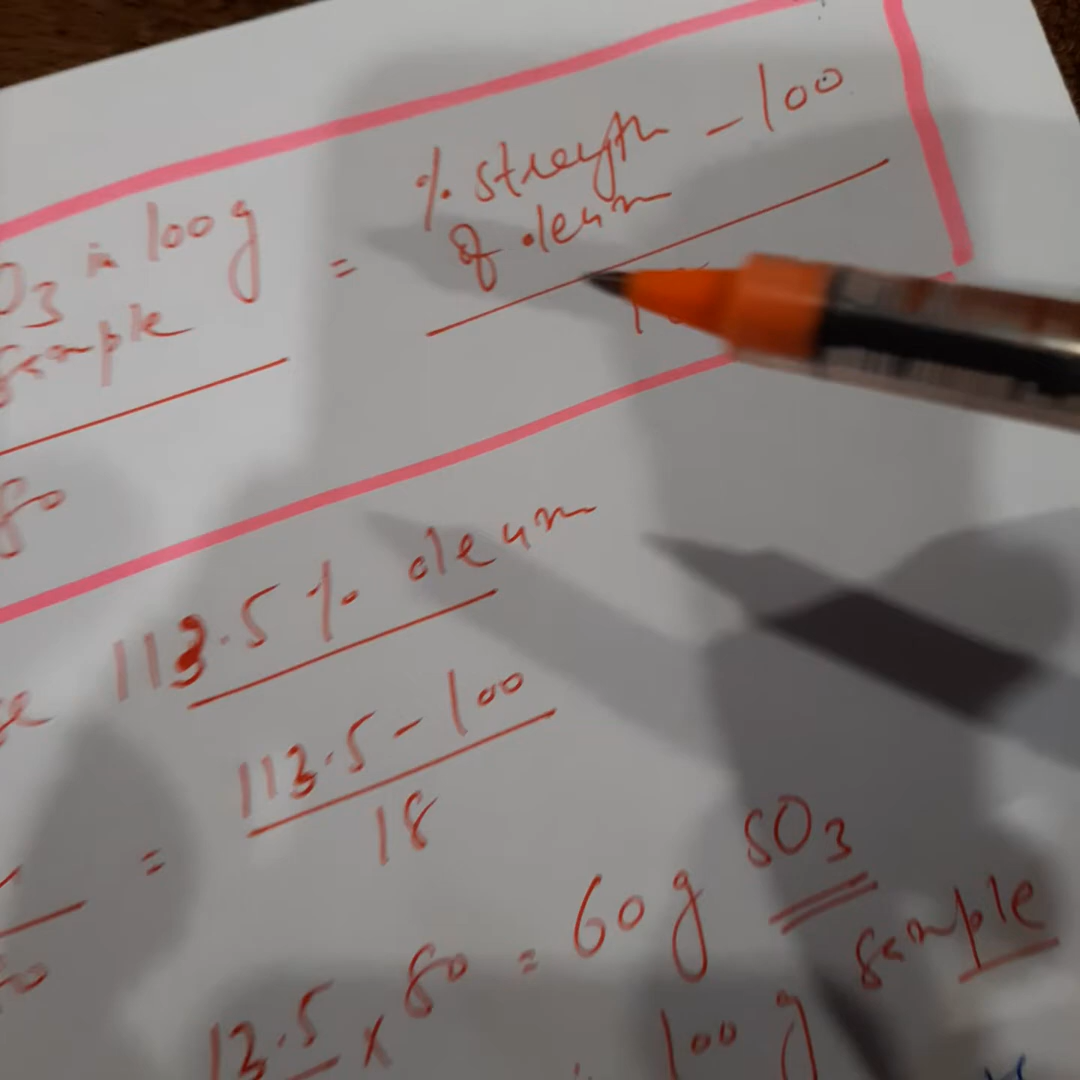 O3 in 100 g = % strength - 100
sample of oleum
80
113.5 % oleum
= 113.5 - 100
18
13.5 x 80 = 60 g SO3
100 g sample